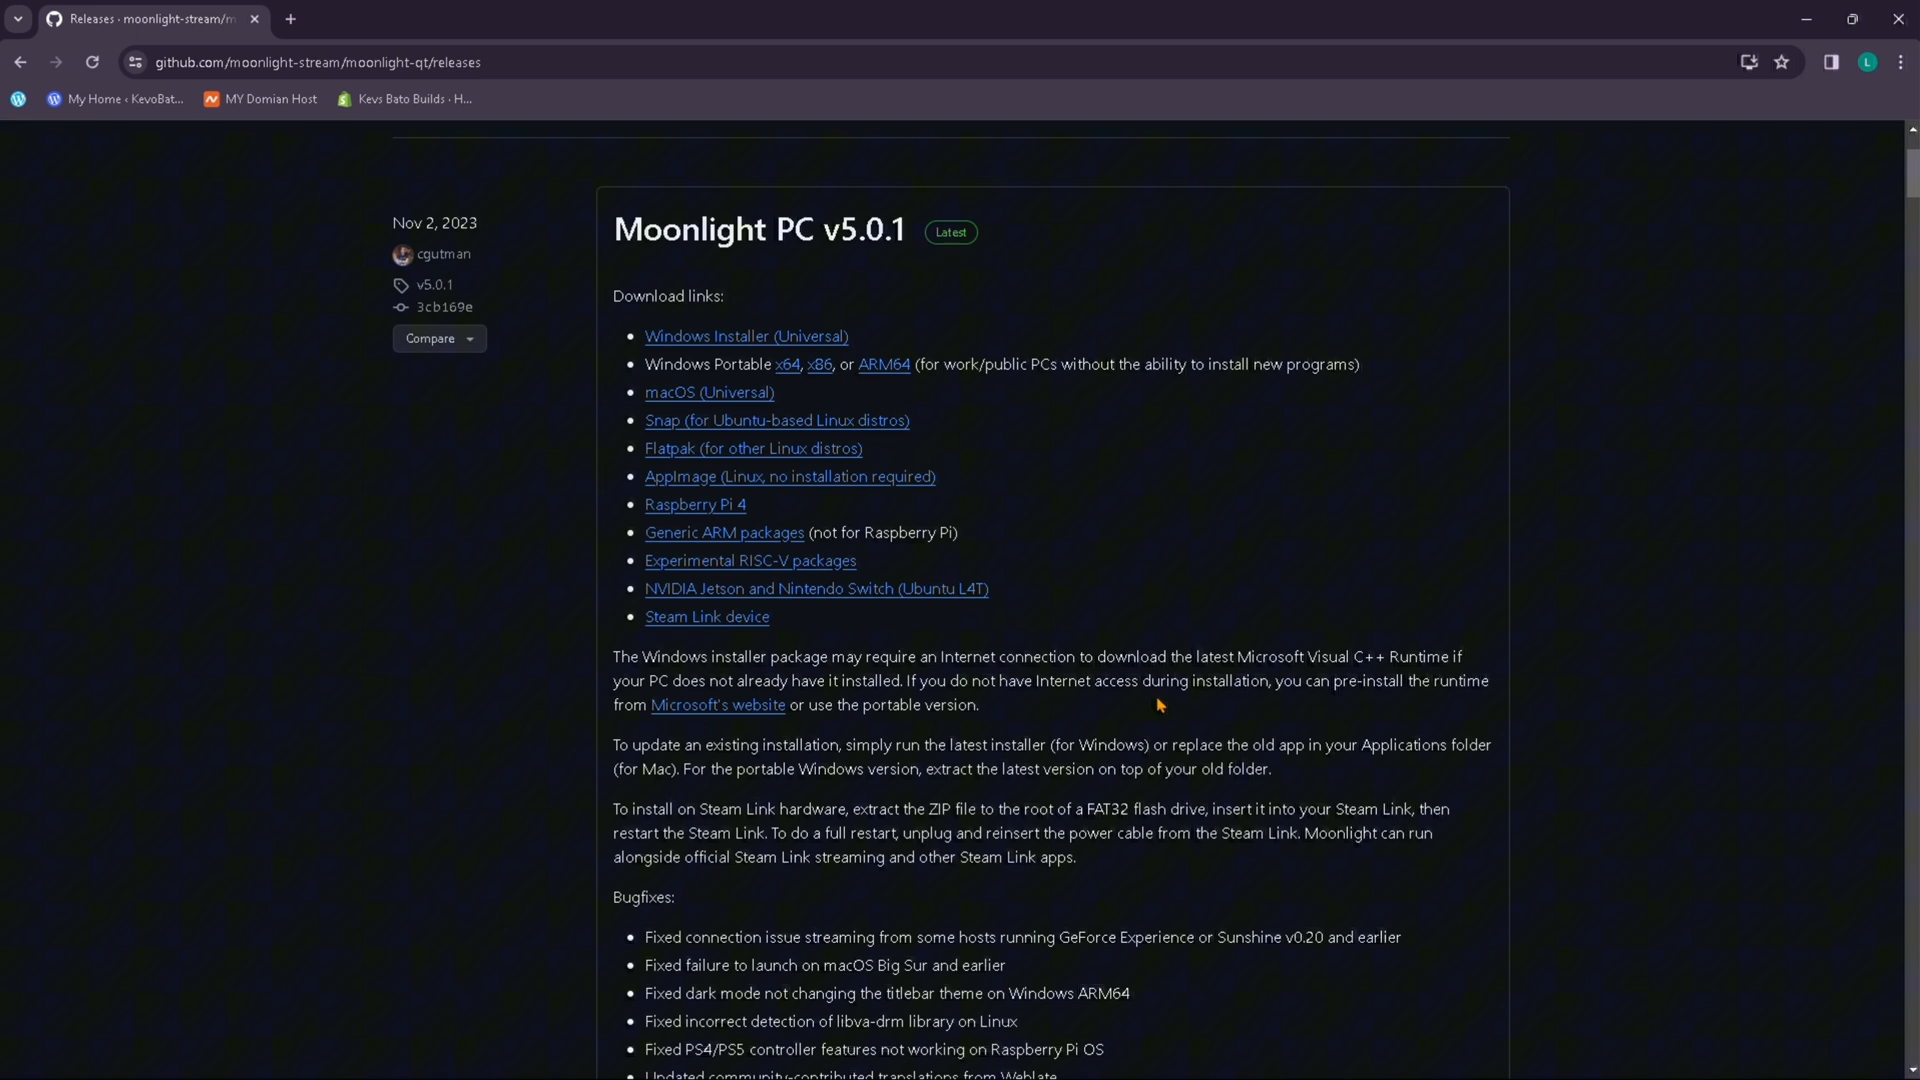 Releases · moonlight-stream/m
github.com/moonlight-stream/moonlight-qt/releases
L
My Home ‹ KevoBat...
MY Domian Host
Kevs Bato Builds · H...
Nov 2, 2023
cgutman
v5.0.1
3cb169e
Compare
Moonlight PC v5.0.1 Latest
Download links:
• Windows Installer (Universal)
• Windows Portable x64, x86, or ARM64 (for work/public PCs without the ability to install new programs)
• macOS (Universal)
• Snap (for Ubuntu-based Linux distros)
• Flatpak (for other Linux distros)
• AppImage (Linux, no installation required)
• Raspberry Pi 4
• Generic ARM packages (not for Raspberry Pi)
• Experimental RISC-V packages
• NVIDIA Jetson and Nintendo Switch (Ubuntu L4T)
• Steam Link device
The Windows installer package may require an Internet connection to download the latest Microsoft Visual C++ Runtime if
your PC does not already have it installed. If you do not have Internet access during installation, you can pre-install the runtime
from Microsoft's website or use the portable version.
To update an existing installation, simply run the latest installer (for Windows) or replace the old app in your Applications folder
(for Mac). For the portable Windows version, extract the latest version on top of your old folder.
To install on Steam Link hardware, extract the ZIP file to the root of a FAT32 flash drive, insert it into your Steam Link, then
restart the Steam Link. To do a full restart, unplug and reinsert the power cable from the Steam Link. Moonlight can run
alongside official Steam Link streaming and other Steam Link apps.
Bugfixes:
• Fixed connection issue streaming from some hosts running GeForce Experience or Sunshine v0.20 and earlier
• Fixed failure to launch on macOS Big Sur and earlier
• Fixed dark mode not changing the titlebar theme on Windows ARM64
• Fixed incorrect detection of libva-drm library on Linux
• Fixed PS4/PS5 controller features not working on Raspberry Pi OS
• Updated community-contributed translations from Weblate